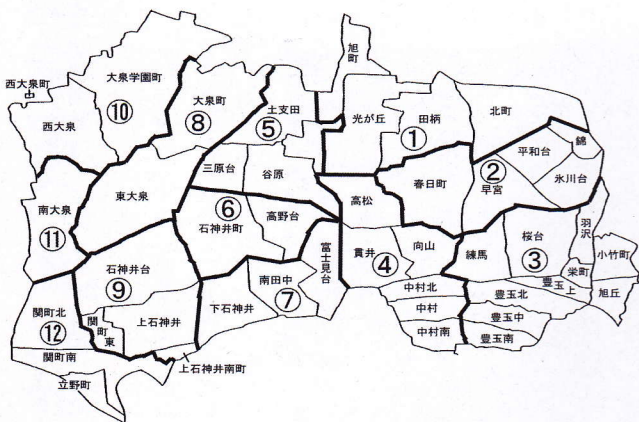 旭町
大泉学園町
西大泉町
⑩
大泉町
⑧
土支田
⑤
光が丘
田柄
①
北町
西大泉
錦
平和台
②
早宮
氷川台
三原台
谷原
東大泉
春日町
高松
南大泉
⑪
⑥
石神井町
高野台
富士見台
貫井
④
向山
練馬
桜台
③
羽沢
小竹町
栄町
旭丘
石神井台
⑨
南田中
⑦
中村北
豊玉北
豊玉上
関町北
⑫
関町東
上石神井
下石神井
中村
豊玉中
中村南
豊玉南
関町南
立野町
上石神井南町